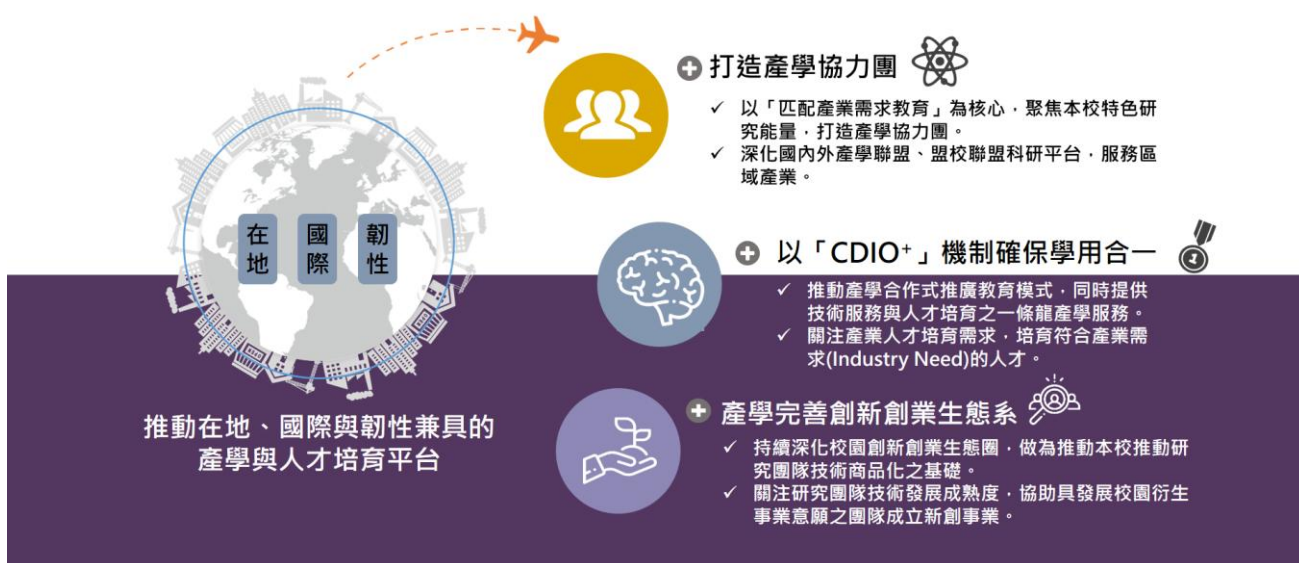 在地
國際
韌性
推動在地、國際與韌性兼具的
產學與人才培育平台
打造產學協力團
✓ 以「匹配產業需求教育」為核心，聚焦本校特色研
究能量，打造產學協力團。
✓ 深化國內外產學聯盟、盟校聯盟科研平台，服務區
域產業。
以「CDIO⁺」機制確保學用合一
1
✓ 推動產學合作式推廣教育模式，同時提供
技術服務與人才培育之一條龍產學服務。
✓ 關注產業人才培育需求，培育符合產業需
求(Industry Need)的人才。
產學完善創新創業生態系
✓ 持續深化校園創新創業生態圈，做為推動本校推動研
究團隊技術商品化之基礎。
✓ 關注研究團隊技術發展成熟度，協助具發展校園衍生
事業意願之團隊成立新創事業。